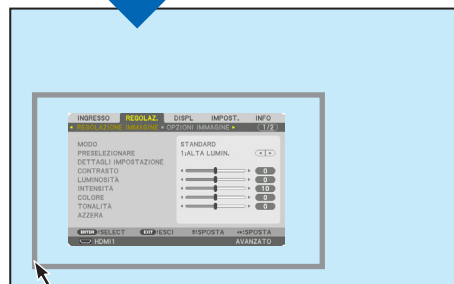 INGRESSO REGOLAZ. DISPL IMPOST. INFO
• REGOLAZIONE IMMAGINE • OPZIONI IMMAGINE • (1/2)
MODO STANDARD
PRESELEZIONARE 1:ALTA LUMIN.
DETTAGLI IMPOSTAZIONE
CONTRASTO 0
LUMINOSITÀ 0
INTENSITÀ 10
COLORE 0
TONALITÀ 0
AZZERA
ENTER:SELECT EXIT:ESCI ↕:SPOSTA ↔:SPOSTA
HDMI1 AVANZATO